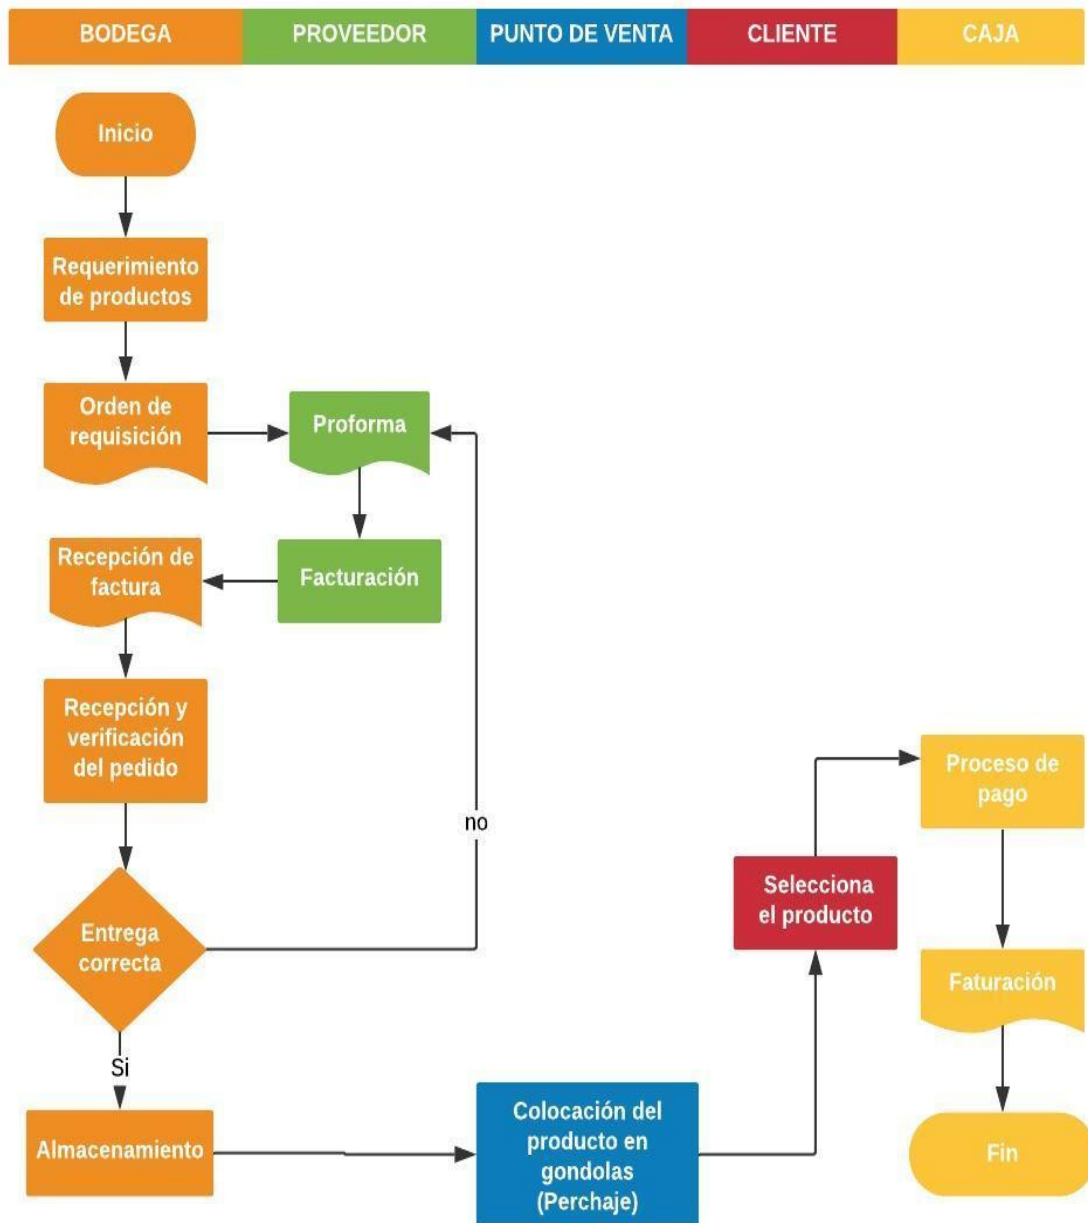 BODEGA
PROVEEDOR
PUNTO DE VENTA
CLIENTE
CAJA
Inicio
Requerimiento
de productos
Orden de
requisición
Proforma
Recepción de
factura
Facturación
Recepción y
verificación
del pedido
Proceso de
pago
no
Selecciona
el producto
Entrega
correcta
Faturación
Si
Almacenamiento
Colocación del
producto en
gondolas
(Perchaje)
Fin